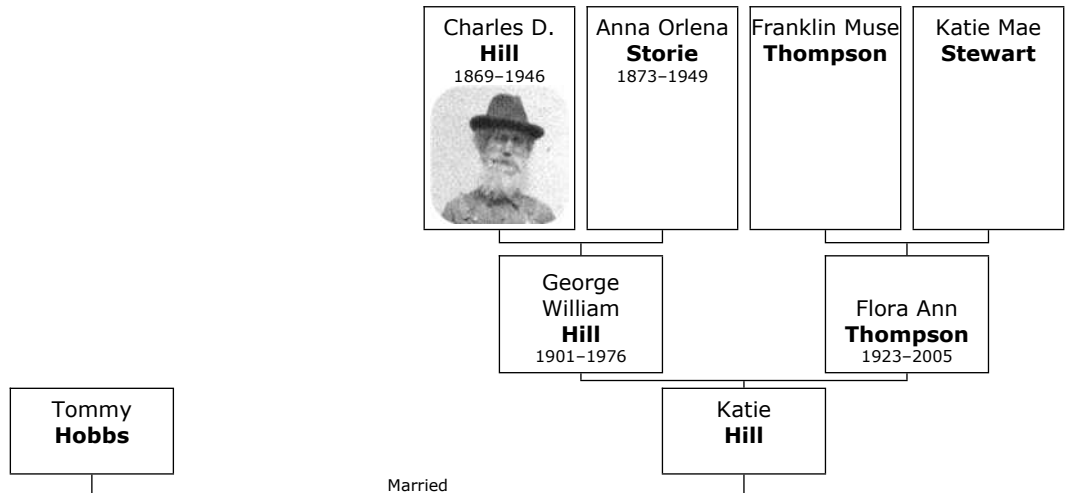 Charles D.
Hill
1869–1946
Anna Orlena
Storie
1873–1949
Franklin Muse
Thompson
Katie Mae
Stewart
George
William
Hill
1901–1976
Flora Ann
Thompson
1923–2005
Tommy
Hobbs
Katie
Hill
Married